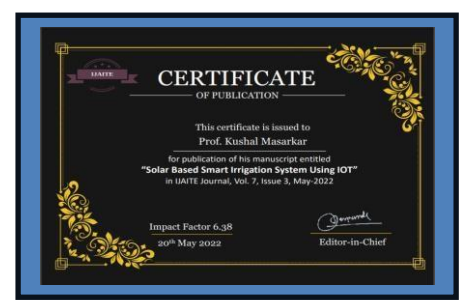 IJAITE
CERTIFICATE
OF PUBLICATION
This certificate is issued to
Prof. Kushal Masarkar
for publication of his manuscript entitled
“Solar Based Smart Irrigation System Using IOT”
in IJAITE Journal, Vol. 7, Issue 3, May-2022
Impact Factor 6.38
20th May 2022
Editor-in-Chief